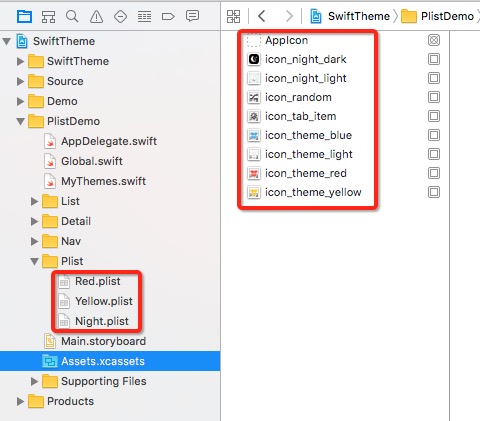 SwiftTheme
SwiftTheme
Source
Demo
PlistDemo
AppDelegate.swift
Global.swift
MyThemes.swift
List
Detail
Nav
Plist
Red.plist
Yellow.plist
Night.plist
Main.storyboard
Assets.xcassets
Supporting Files
Products
SwiftTheme PlistDemo
AppIcon
icon_night_dark
icon_night_light
icon_random
icon_tab_item
icon_theme_blue
icon_theme_light
icon_theme_red
icon_theme_yellow